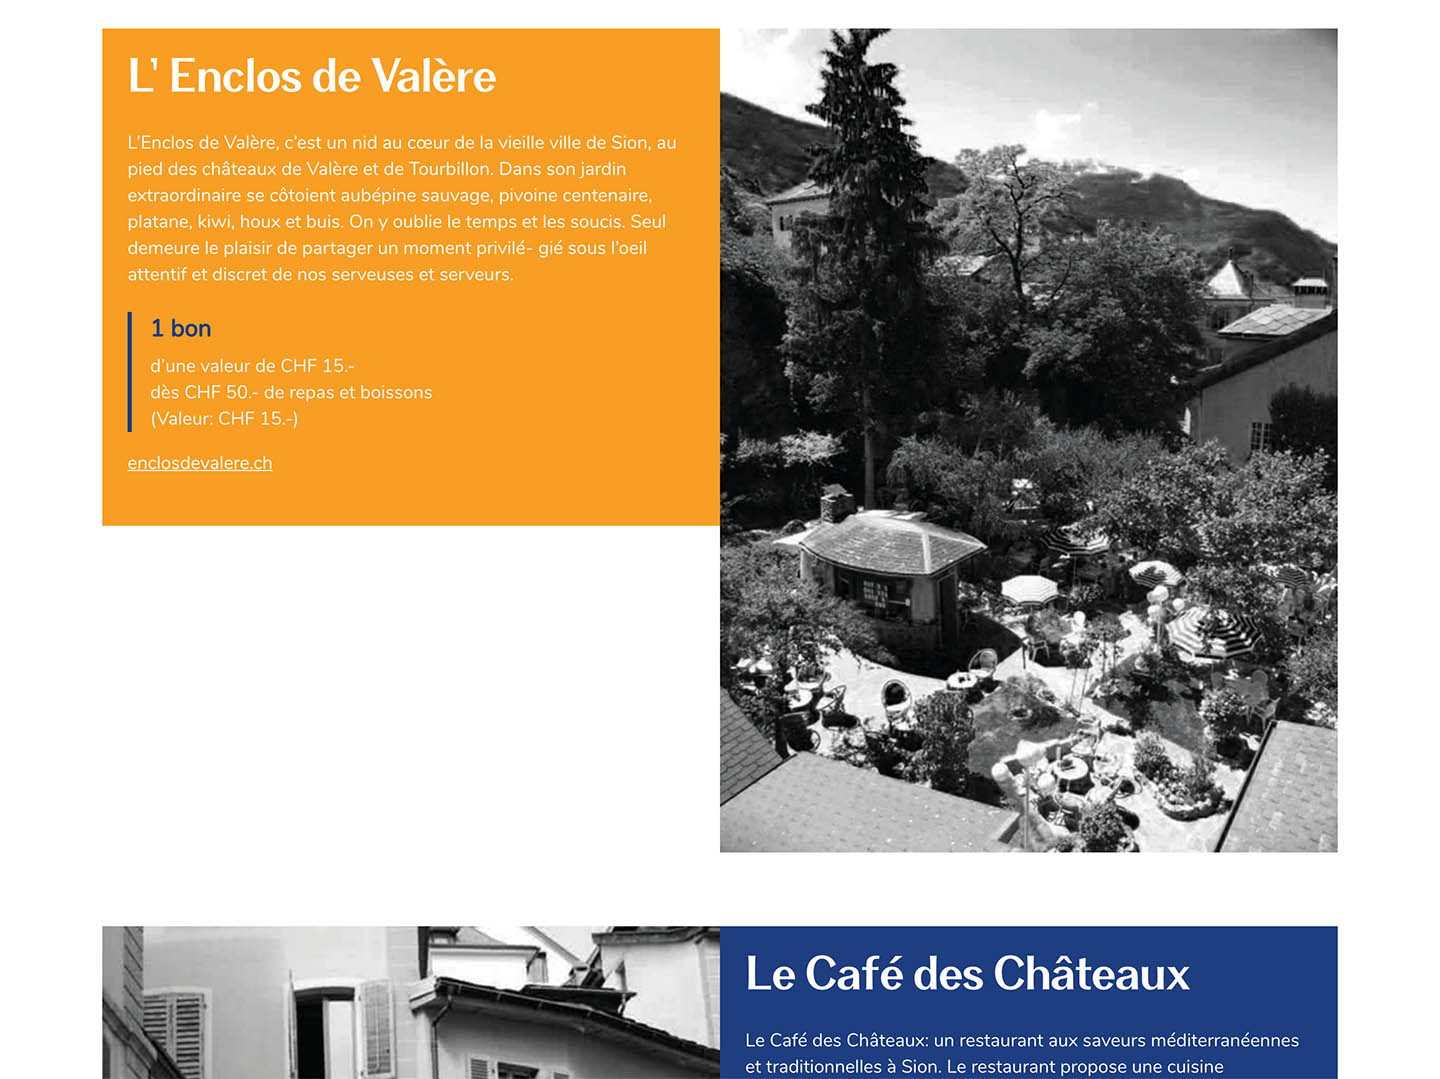 L' Enclos de Valère
L'Enclos de Valère, c'est un nid au cœur de la vieille ville de Sion, au
pied des châteaux de Valère et de Tourbillon. Dans son jardin
extraordinaire se côtoient aubépine sauvage, pivoine centenaire,
platane, kiwi, houx et buis. On y oublie le temps et les soucis. Seul
demeure le plaisir de partager un moment privilé- gié sous l'oeil
attentif et discret de nos serveuses et serveurs.
1 bon
d'une valeur de CHF 15.-
dès CHF 50.- de repas et boissons
(Valeur: CHF 15.-)
enclosdevalere.ch
Le Café des Châteaux
Le Café des Châteaux: un restaurant aux saveurs méditerranéennes
et traditionnelles à Sion. Le restaurant propose une cuisine